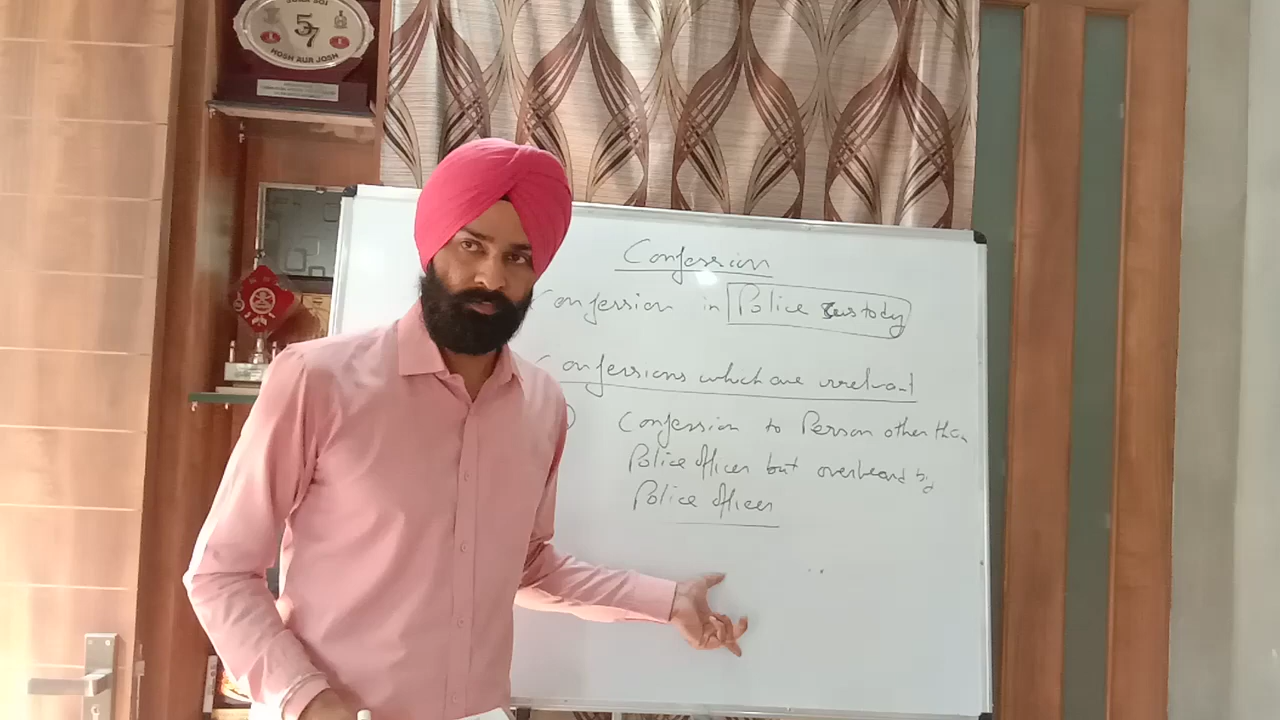 57
HOSH AUR JOSH
Confession
Confession in Police Custody
Confessions which are irrelevant
Confession to Person other than
Police officer but overheard by
Police officer